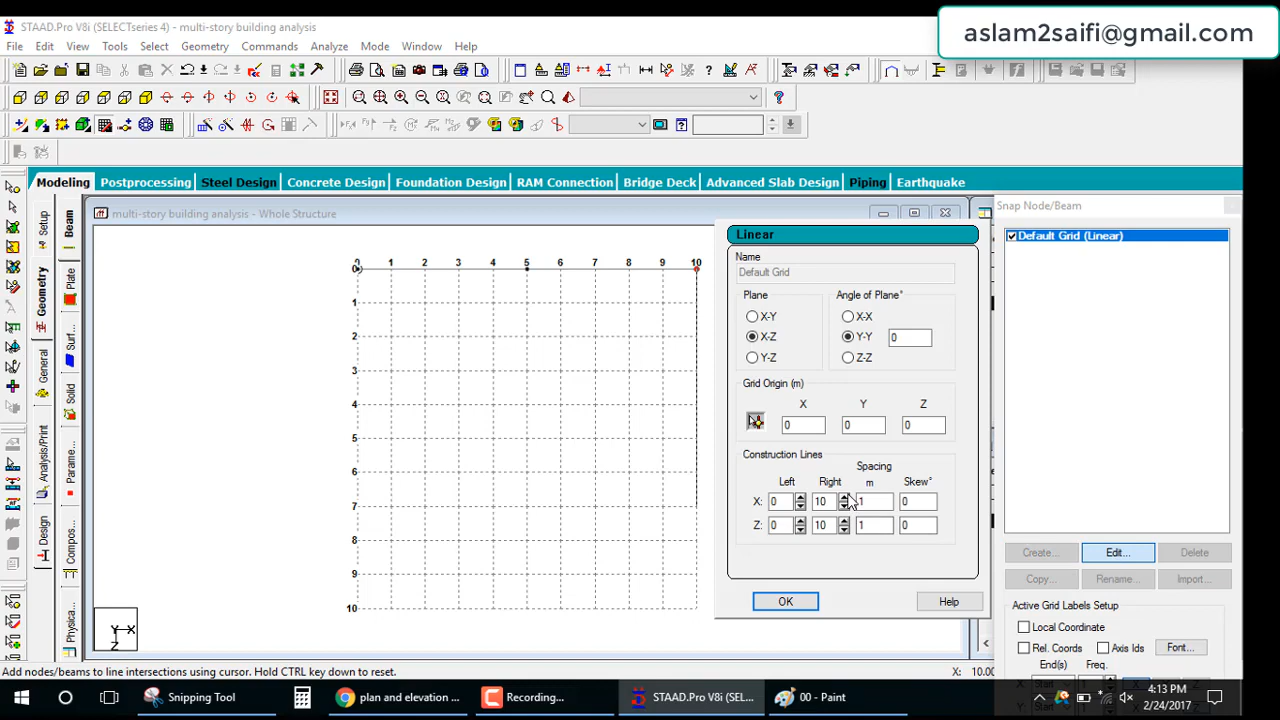 STAAD.Pro V8i (SELECTseries 4) - multi-story building analysis
aslam2saifi@gmail.com
File Edit View Tools Select Geometry Commands Analyze Mode Window Help
Modeling Postprocessing Steel Design Concrete Design Foundation Design RAM Connection Bridge Deck Advanced Slab Design Piping Earthquake
Setup
Geometry
General
Analysis/Print
Design
Beam
Plate
Surf...
Solid
Parame...
Compos...
Physica...
multi-story building analysis - Whole Structure
0 1 2 3 4 5 6 7 8 9 10
0
1
2
3
4
5
6
7
8
9
10
Y X
Z
Linear
Name
Default Grid
Plane
X-Y
X-Z
Y-Z
Angle of Plane°
X-X
Y-Y 0
Z-Z
Grid Origin (m)
X Y Z
0 0 0
Construction Lines
Spacing
Left Right m Skew°
X: 0 10 1 0
Z: 0 10 1 0
OK Help
Snap Node/Beam
Default Grid (Linear)
Create... Edit... Delete
Copy... Rename... Import...
Active Grid Labels Setup
Local Coordinate
Rel. Coords Axis Ids Font...
End(s) Freq.
X: Start 1
Add nodes/beams to line intersections using cursor. Hold CTRL key down to reset.
X: 10.00
Snipping Tool
plan and elevation ...
Recording...
STAAD.Pro V8i (SEL...
00 - Paint
4:13 PM
2/24/2017